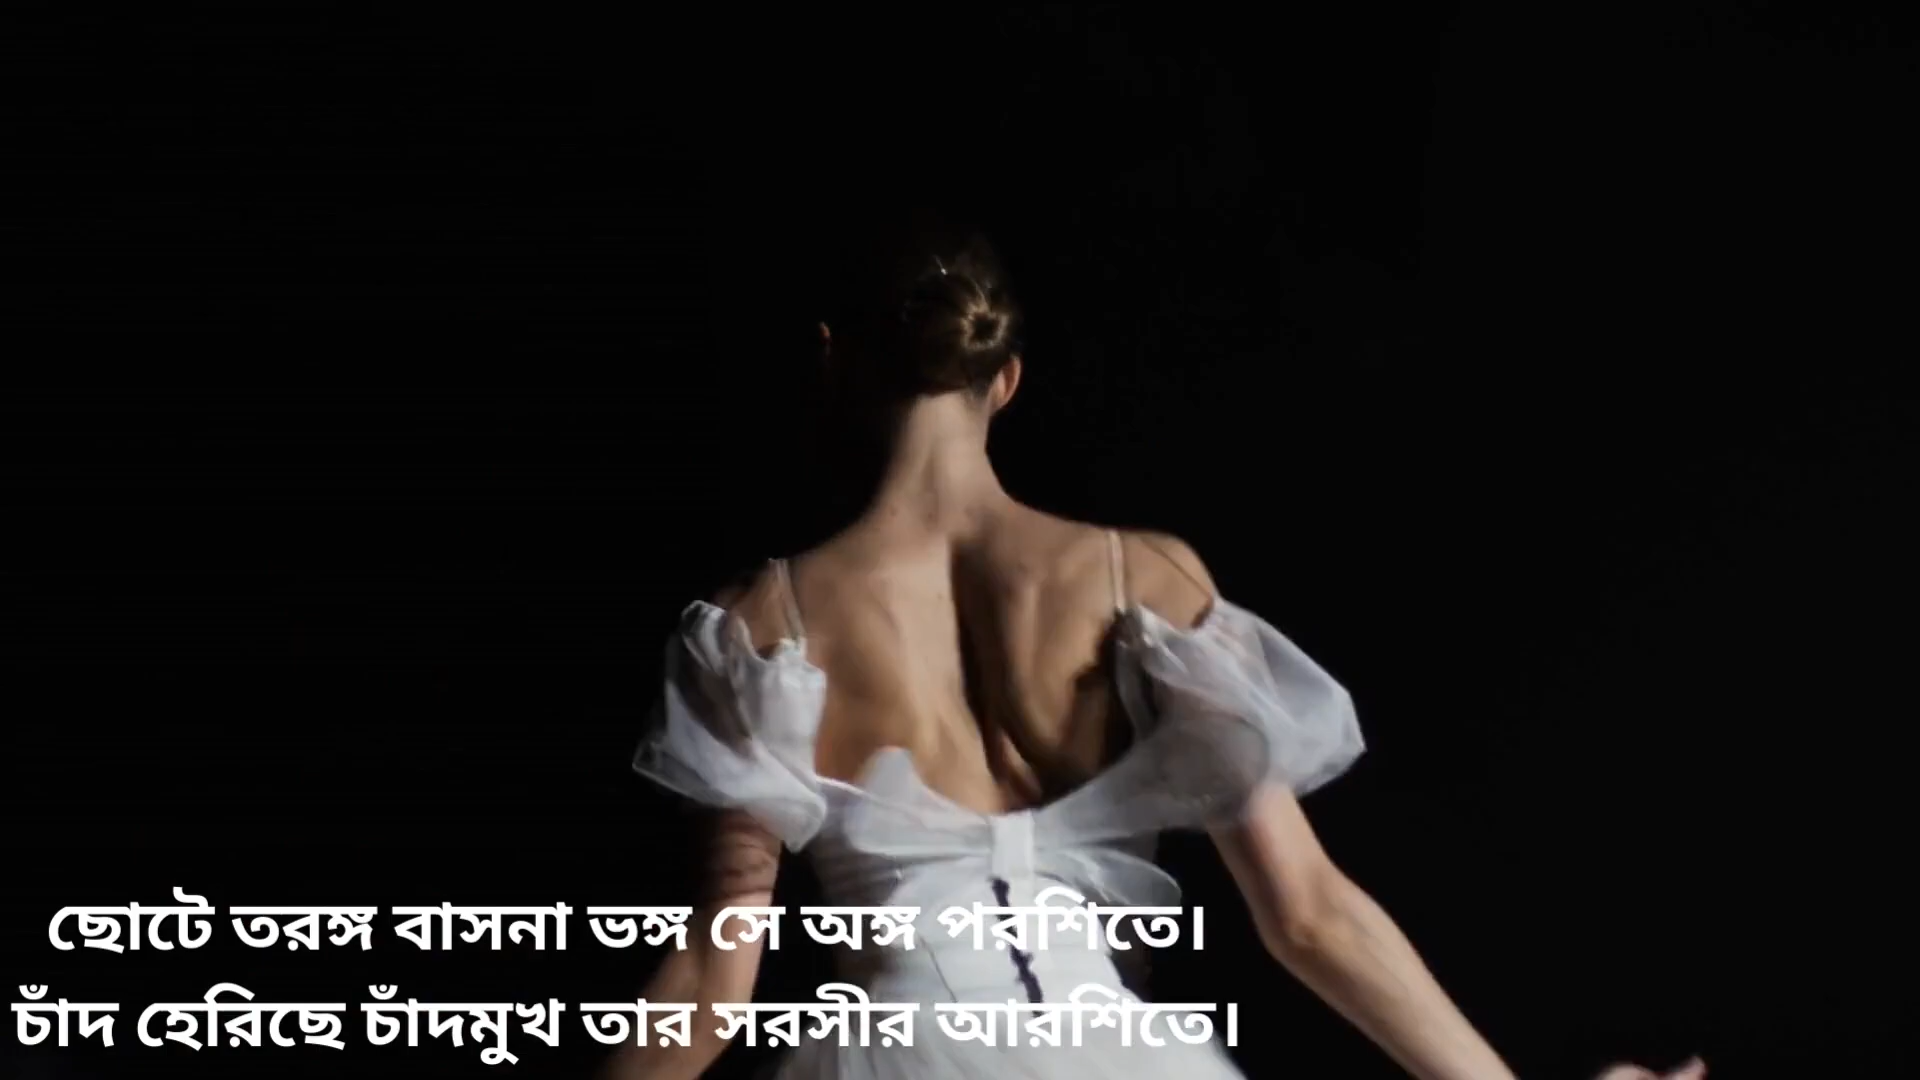 ছোটে তরঙ্গ বাসনা ভঙ্গ সে অঙ্গ পরশিতে।
চাঁদ হেরিছে চাঁদমুখ তার সরসীর আরশিতে।